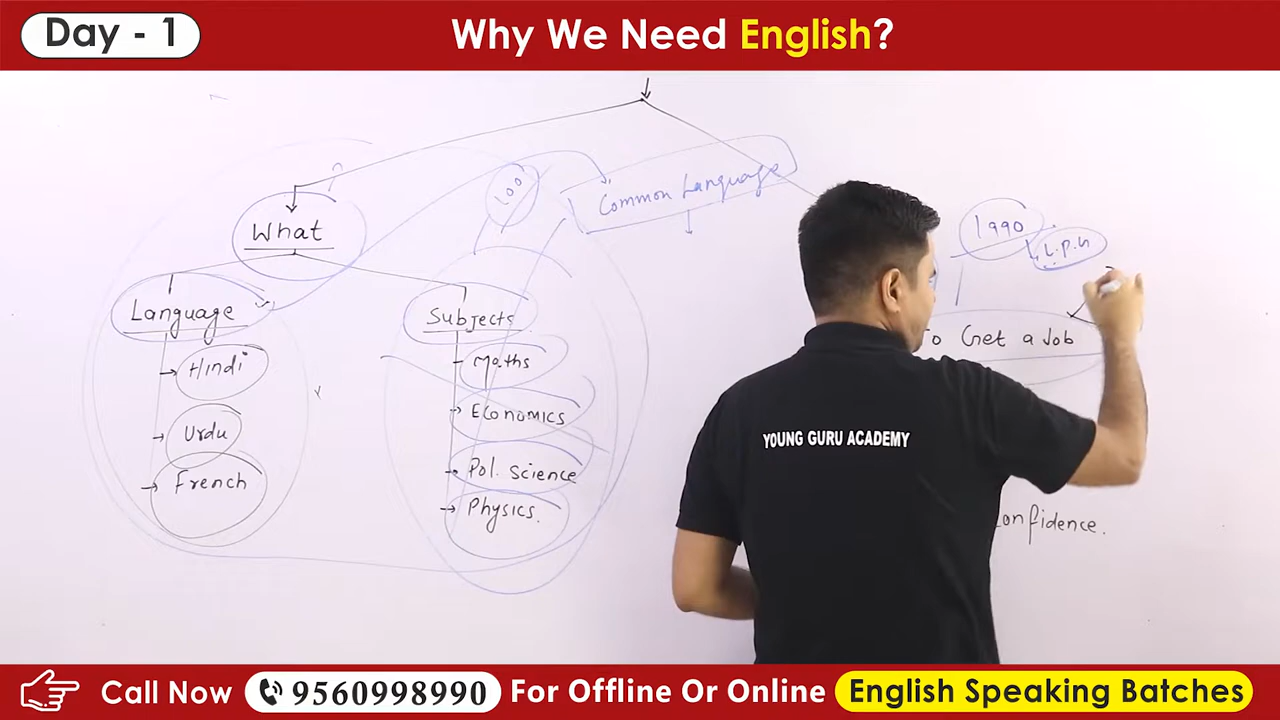 Day - 1
Why We Need English?
100
Common Language
What
1990
L.P.G
Language
Subjects
Hindi
Maths
To Get a Job
Urdu
Economics
YOUNG GURU ACADEMY
French
Pol. Science
Physics.
onfidence.
Call Now 9560998990 For Offline Or Online English Speaking Batches